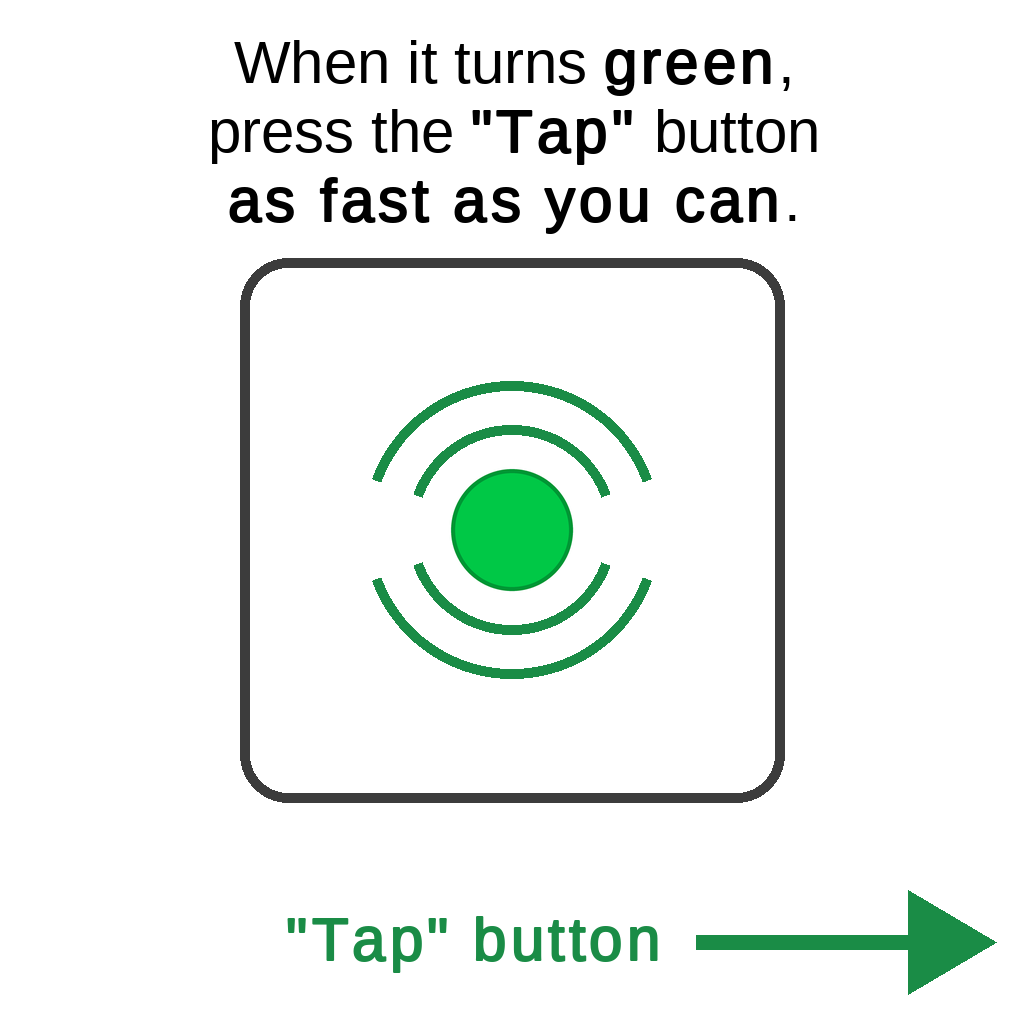 When it turns green,
press the "Tap" button
as fast as you can.
"Tap" button